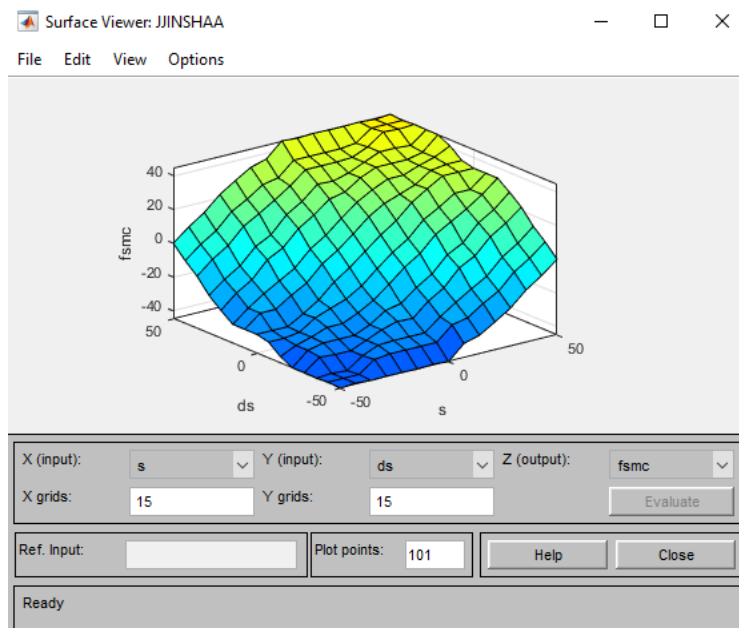 Surface Viewer: JJINSHAA
File Edit View Options
40
20
0
-20
-40
fsmc
50
0
-50
ds
-50
0
50
s
X (input): s Y (input): ds Z (output): fsmc
X grids: 15 Y grids: 15 Evaluate
Ref. Input: Plot points: 101 Help Close
Ready